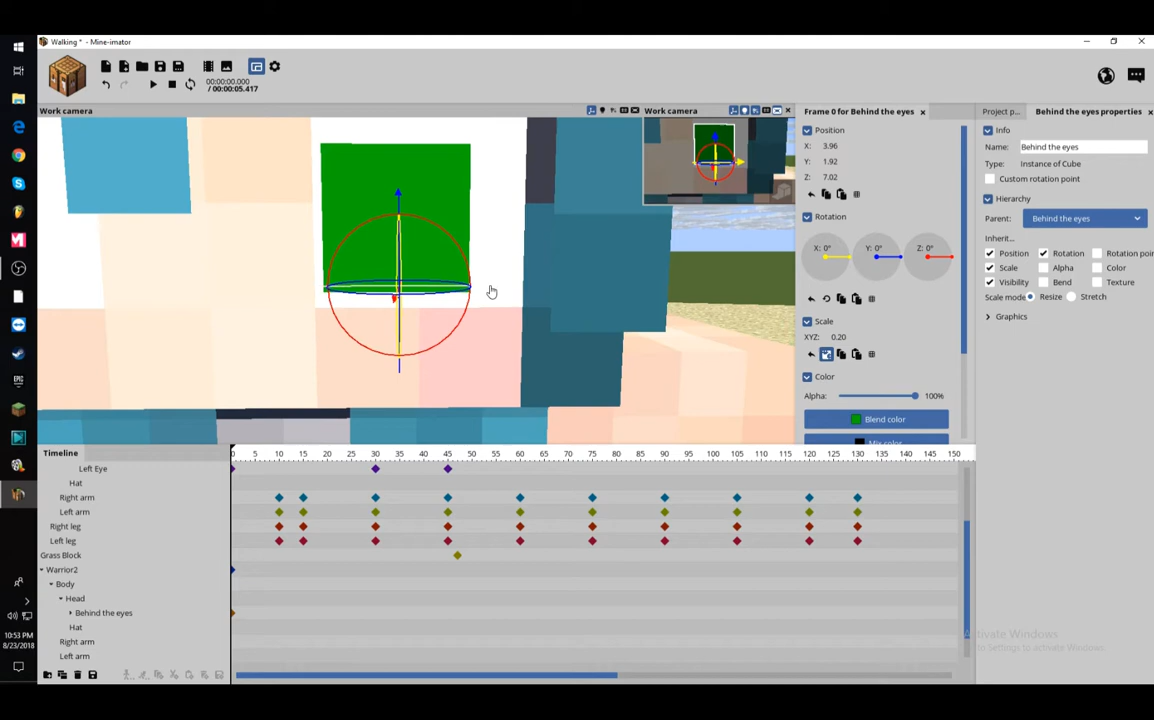 Walking * - Mine-imator
00:00:00.000
/ 00:00:05.417
Work camera
Work camera
Frame 0 for Behind the eyes
Position
X: 3.96
Y: 1.92
Z: 7.02
Rotation
X: 0°
Y: 0°
Z: 0°
Scale
XYZ: 0.20
Color
Alpha: 100%
Blend color
Mix color
Project p...
Behind the eyes properties
Info
Name: Behind the eyes
Type: Instance of Cube
Custom rotation point
Hierarchy
Parent: Behind the eyes
Inherit...
Position Rotation Rotation poin
Scale Alpha Color
Visibility Bend Texture
Scale mode Resize Stretch
Graphics
Timeline
0 5 10 15 20 25 30 35 40 45 50 55 60 65 70 75 80 85 90 95 100 105 110 115 120 125 130 135 140 145 150
Left Eye
Hat
Right arm
Left arm
Right leg
Left leg
Grass Block
Warrior2
Body
Head
Behind the eyes
Hat
Right arm
Left arm
10:53 PM
8/23/2018
EPIC